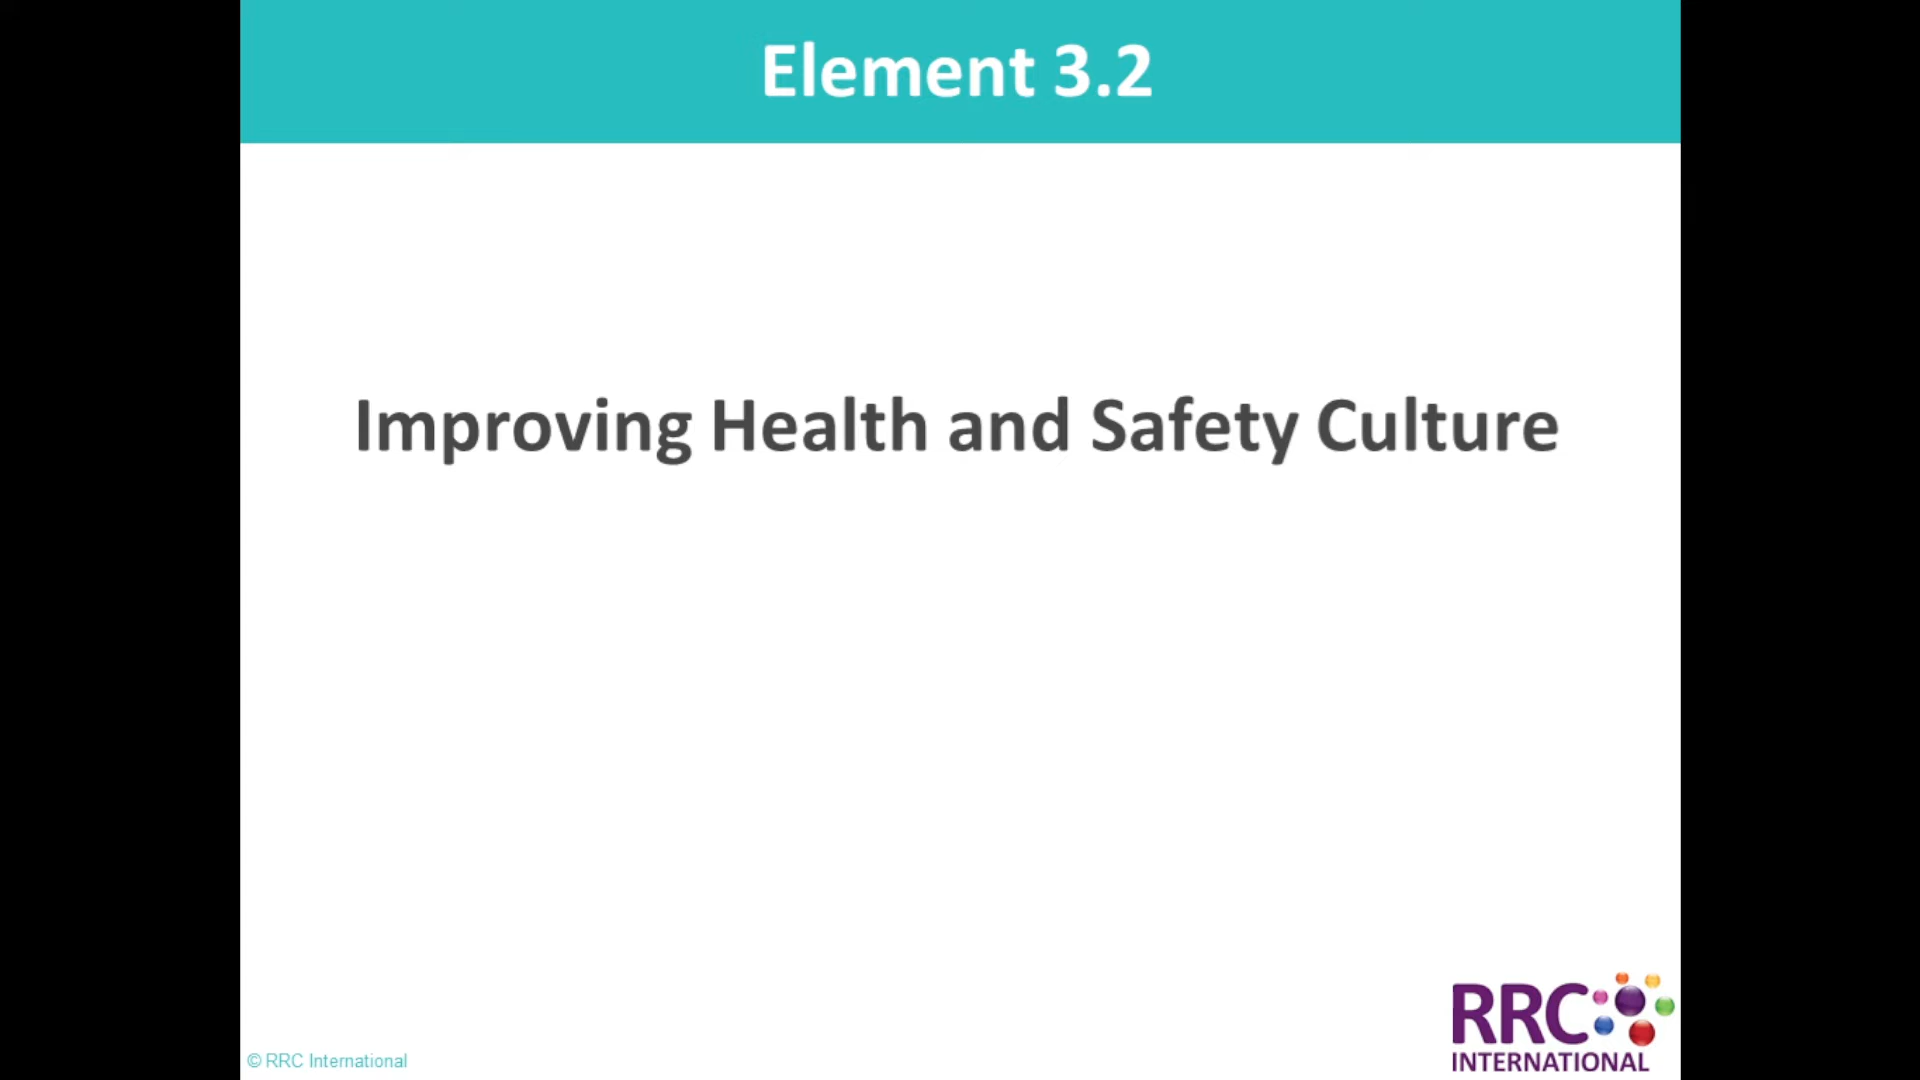 Element 3.2
Improving Health and Safety Culture
© RRC International
RRC
INTERNATIONAL